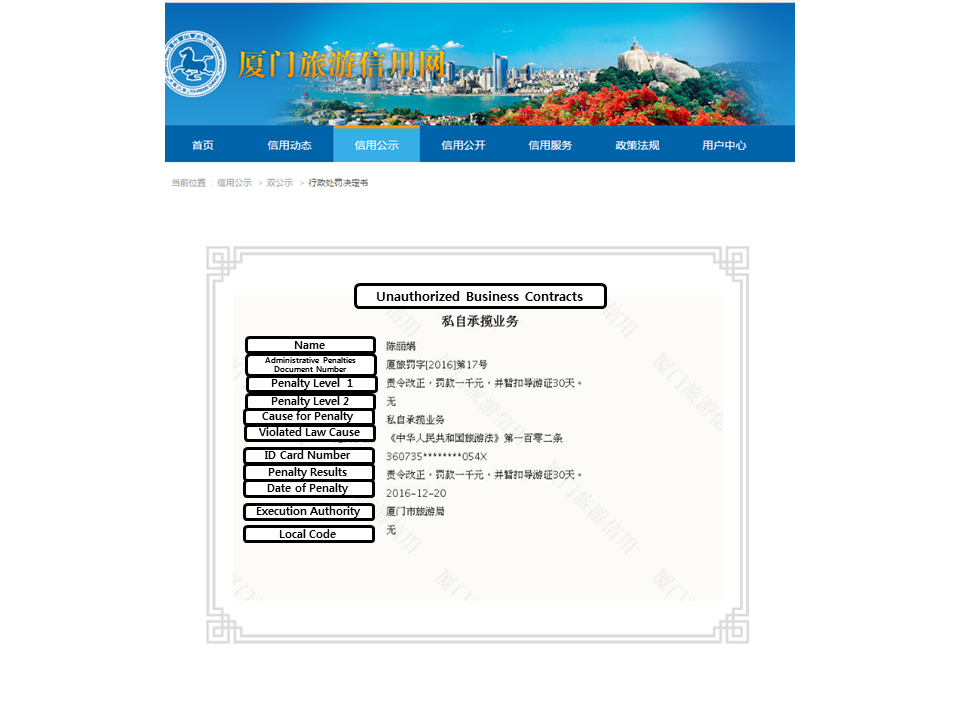 厦门旅游信用网
首页 信用动态 信用公示 信用公开 信用服务 政策法规 用户中心
当前位置 : 信用公示 > 双公示 > 行政处罚决定书
Unauthorized Business Contracts
私自承揽业务
Name 陈丽娟
Administrative Penalties
Document Number 厦旅罚字[2016]第17号
Penalty Level 1 责令改正，罚款一千元，并暂扣导游证30天。
Penalty Level 2 无
Cause for Penalty 私自承揽业务
Violated Law Cause 《中华人民共和国旅游法》第一百零二条
ID Card Number 360735********054X
Penalty Results 责令改正，罚款一千元，并暂扣导游证30天。
Date of Penalty 2016-12-20
Execution Authority 厦门市旅游局
Local Code 无